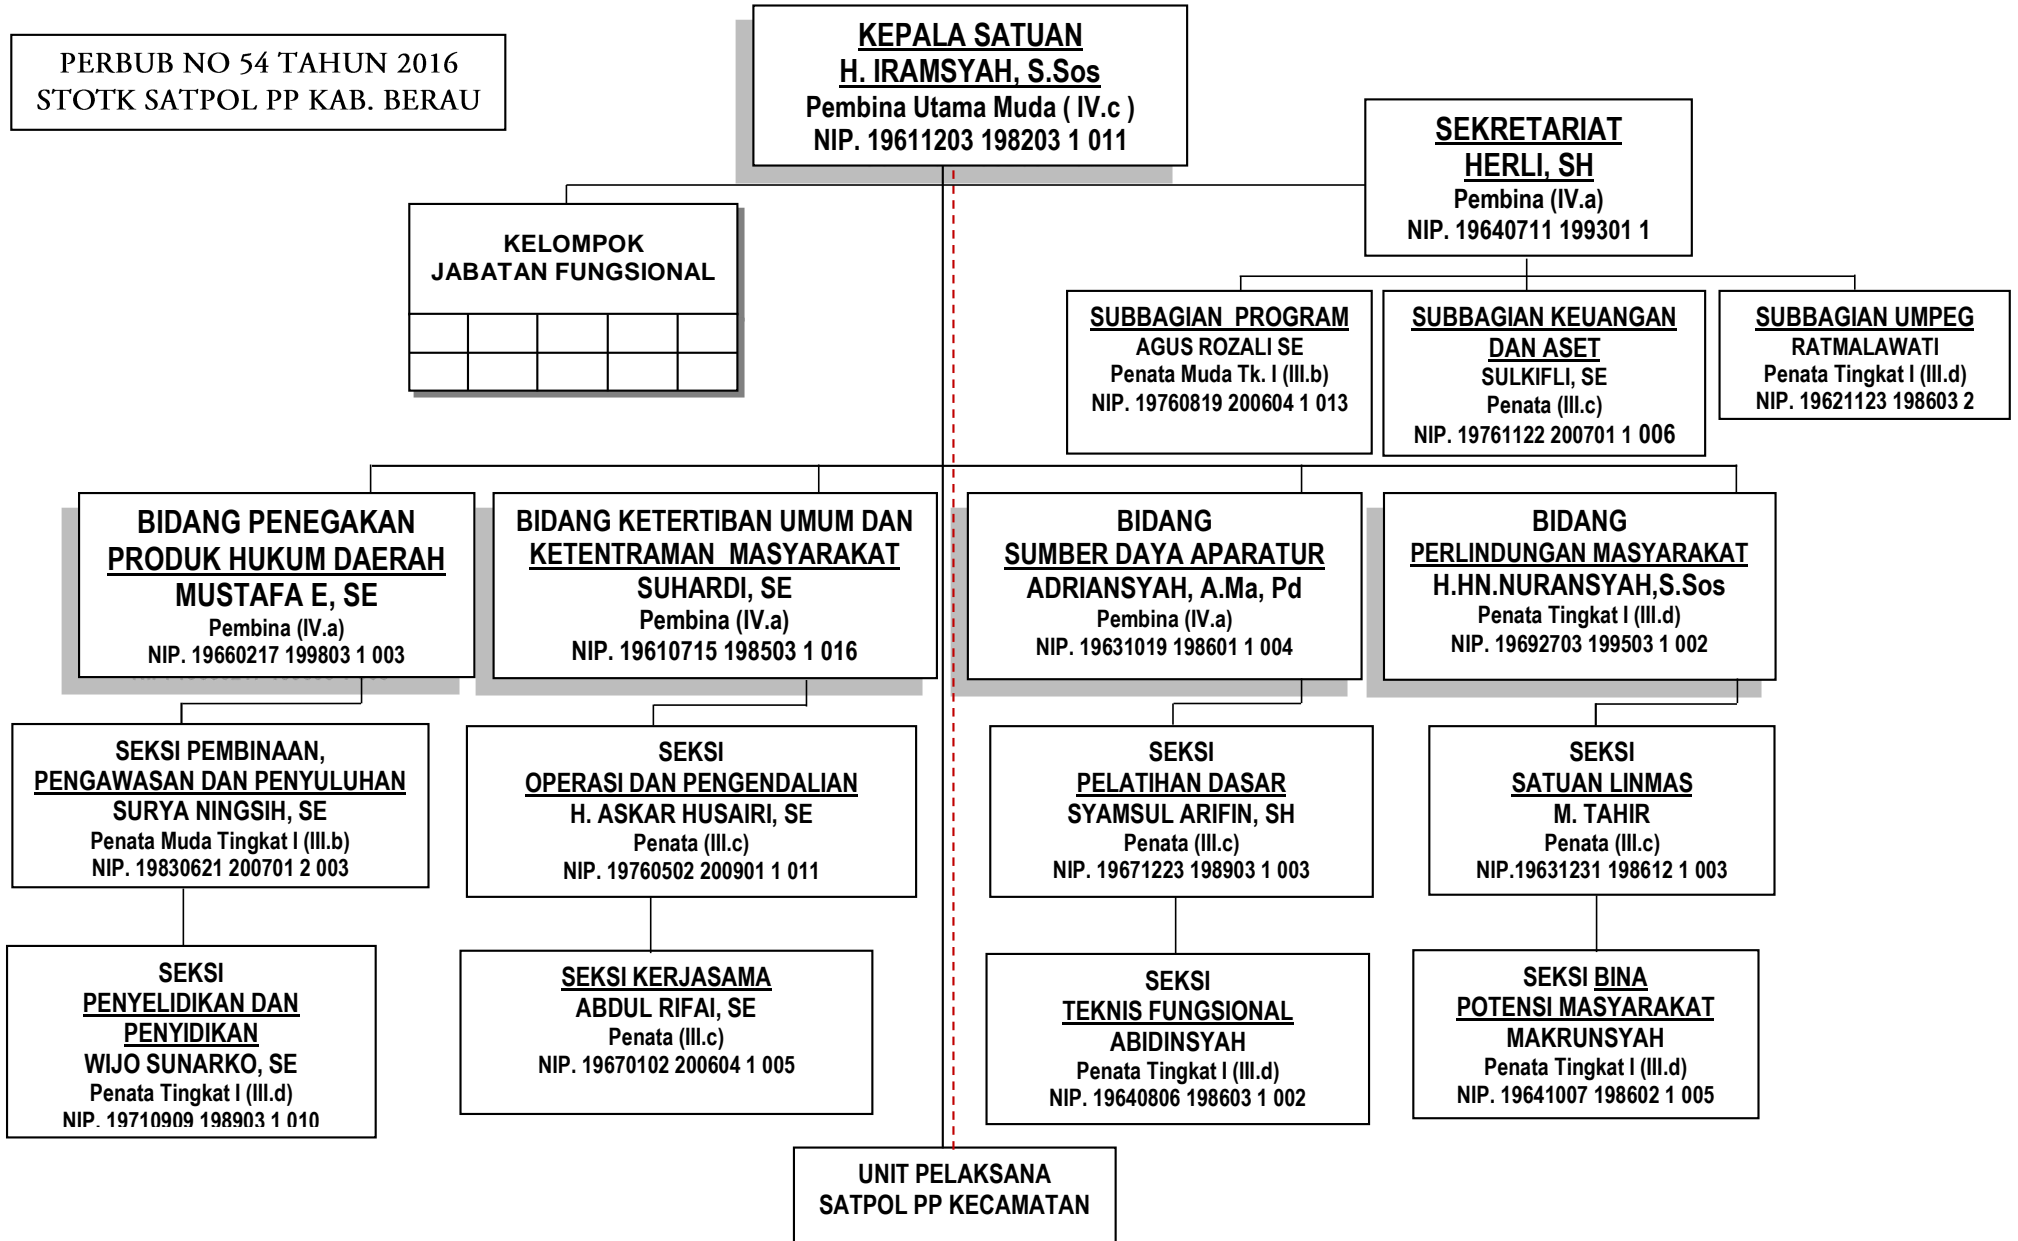 PERBUB NO 54 TAHUN 2016
STOTK SATPOL PP KAB. BERAU
KEPALA SATUAN
H. IRAMSYAH, S.Sos
Pembina Utama Muda ( IV.c )
NIP. 19611203 198203 1 011
SEKRETARIAT
HERLI, SH
Pembina (IV.a)
NIP. 19640711 199301 1
KELOMPOK
JABATAN FUNGSIONAL
SUBBAGIAN PROGRAM
AGUS ROZALI SE
Penata Muda Tk. I (III.b)
NIP. 19760819 200604 1 013
SUBBAGIAN KEUANGAN
DAN ASET
SULKIFLI, SE
Penata (III.c)
NIP. 19761122 200701 1 006
SUBBAGIAN UMPEG
RATMALAWATI
Penata Tingkat I (III.d)
NIP. 19621123 198603 2
BIDANG PENEGAKAN
PRODUK HUKUM DAERAH
MUSTAFA E, SE
Pembina (IV.a)
NIP. 19660217 199803 1 003
BIDANG KETERTIBAN UMUM DAN
KETENTRAMAN MASYARAKAT
SUHARDI, SE
Pembina (IV.a)
NIP. 19610715 198503 1 016
BIDANG
SUMBER DAYA APARATUR
ADRIANSYAH, A.Ma, Pd
Pembina (IV.a)
NIP. 19631019 198601 1 004
BIDANG
PERLINDUNGAN MASYARAKAT
H.HN.NURANSYAH,S.Sos
Penata Tingkat I (III.d)
NIP. 19692703 199503 1 002
SEKSI PEMBINAAN,
PENGAWASAN DAN PENYULUHAN
SURYA NINGSIH, SE
Penata Muda Tingkat I (III.b)
NIP. 19830621 200701 2 003
SEKSI
OPERASI DAN PENGENDALIAN
H. ASKAR HUSAIRI, SE
Penata (III.c)
NIP. 19760502 200901 1 011
SEKSI
PELATIHAN DASAR
SYAMSUL ARIFIN, SH
Penata (III.c)
NIP. 19671223 198903 1 003
SEKSI
SATUAN LINMAS
M. TAHIR
Penata (III.c)
NIP.19631231 198612 1 003
SEKSI
PENYELIDIKAN DAN
PENYIDIKAN
WIJO SUNARKO, SE
Penata Tingkat I (III.d)
NIP. 19710909 198903 1 010
SEKSI KERJASAMA
ABDUL RIFAI, SE
Penata (III.c)
NIP. 19670102 200604 1 005
SEKSI
TEKNIS FUNGSIONAL
ABIDINSYAH
Penata Tingkat I (III.d)
NIP. 19640806 198603 1 002
SEKSI BINA
POTENSI MASYARAKAT
MAKRUNSYAH
Penata Tingkat I (III.d)
NIP. 19641007 198602 1 005
UNIT PELAKSANA
SATPOL PP KECAMATAN